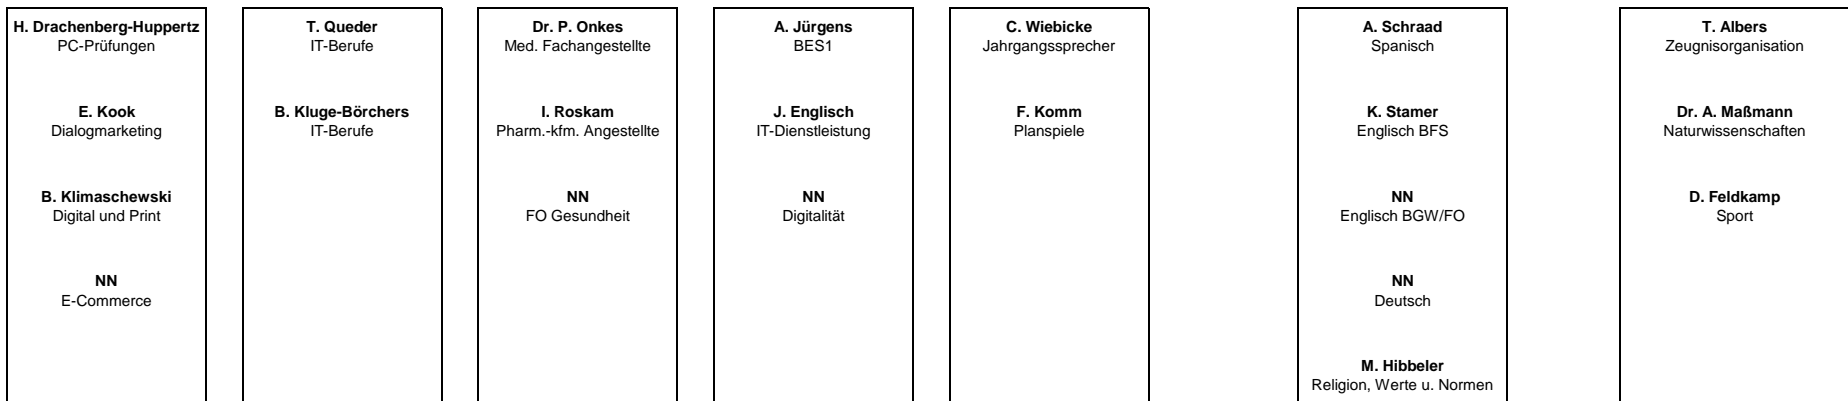 H. Drachenberg-Huppertz
PC-Prüfungen
E. Kook
Dialogmarketing
B. Klimaschewski
Digital und Print
NN
E-Commerce
T. Queder
IT-Berufe
B. Kluge-Börchers
IT-Berufe
Dr. P. Onkes
Med. Fachangestellte
I. Roskam
Pharm.-kfm. Angestellte
NN
FO Gesundheit
A. Jürgens
BES1
J. Englisch
IT-Dienstleistung
NN
Digitalität
C. Wiebicke
Jahrgangssprecher
F. Komm
Planspiele
A. Schraad
Spanisch
K. Stamer
Englisch BFS
NN
Englisch BGW/FO
NN
Deutsch
M. Hibbeler
Religion, Werte u. Normen
T. Albers
Zeugnisorganisation
Dr. A. Maßmann
Naturwissenschaften
D. Feldkamp
Sport